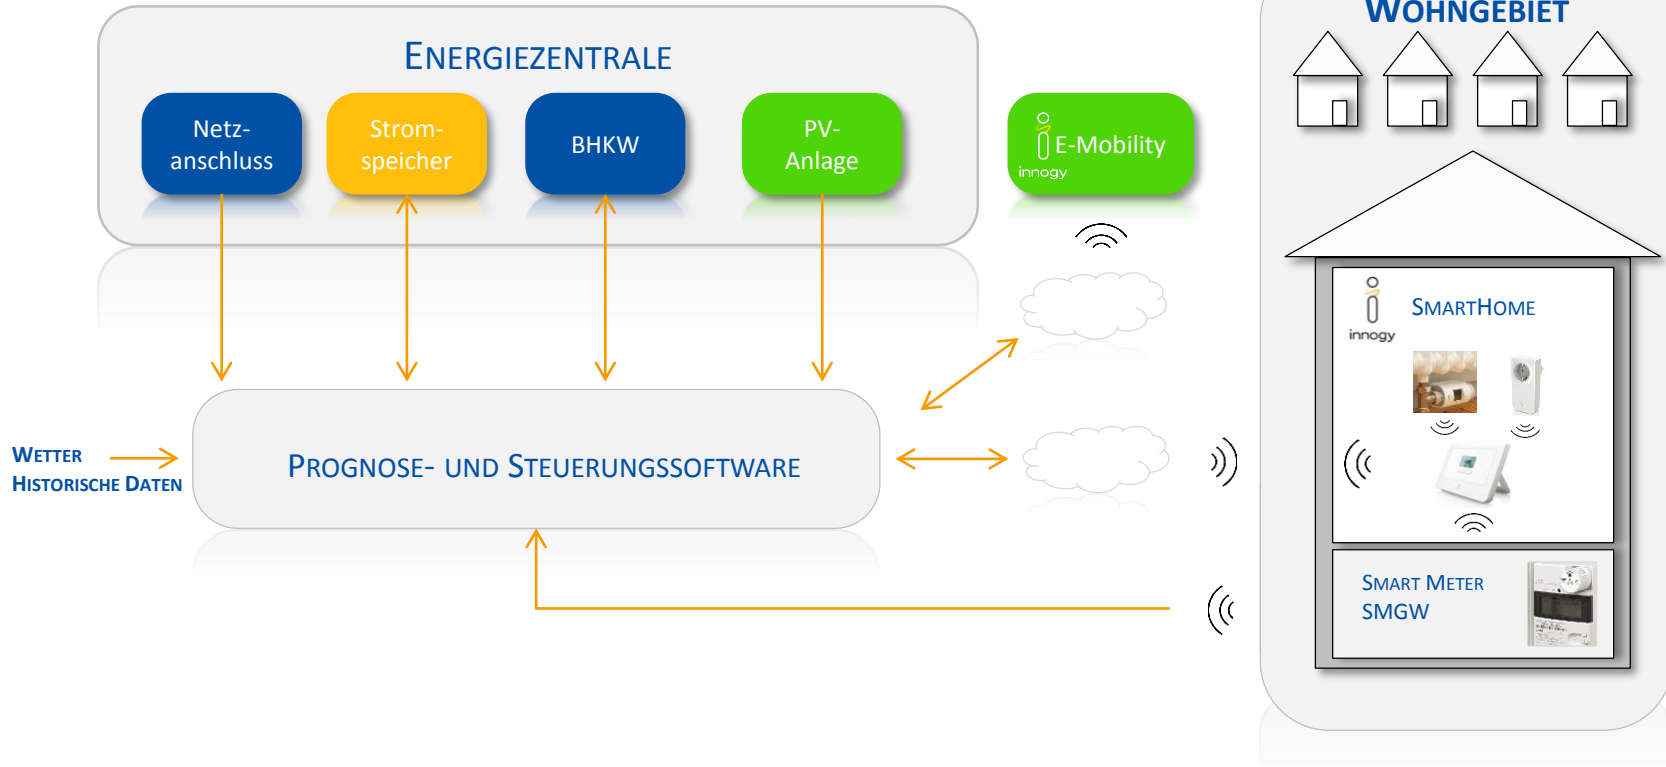 WOHNGEBIET
ENERGIEZENTRALE
Netz-
anschluss
Strom-
speicher
BHKW
PV-
Anlage
E-Mobility
innogy
SMARTHOME
innogy
WETTER
HISTORISCHE DATEN
PROGNOSE- UND STEUERUNGSSOFTWARE
SMART METER
SMGW